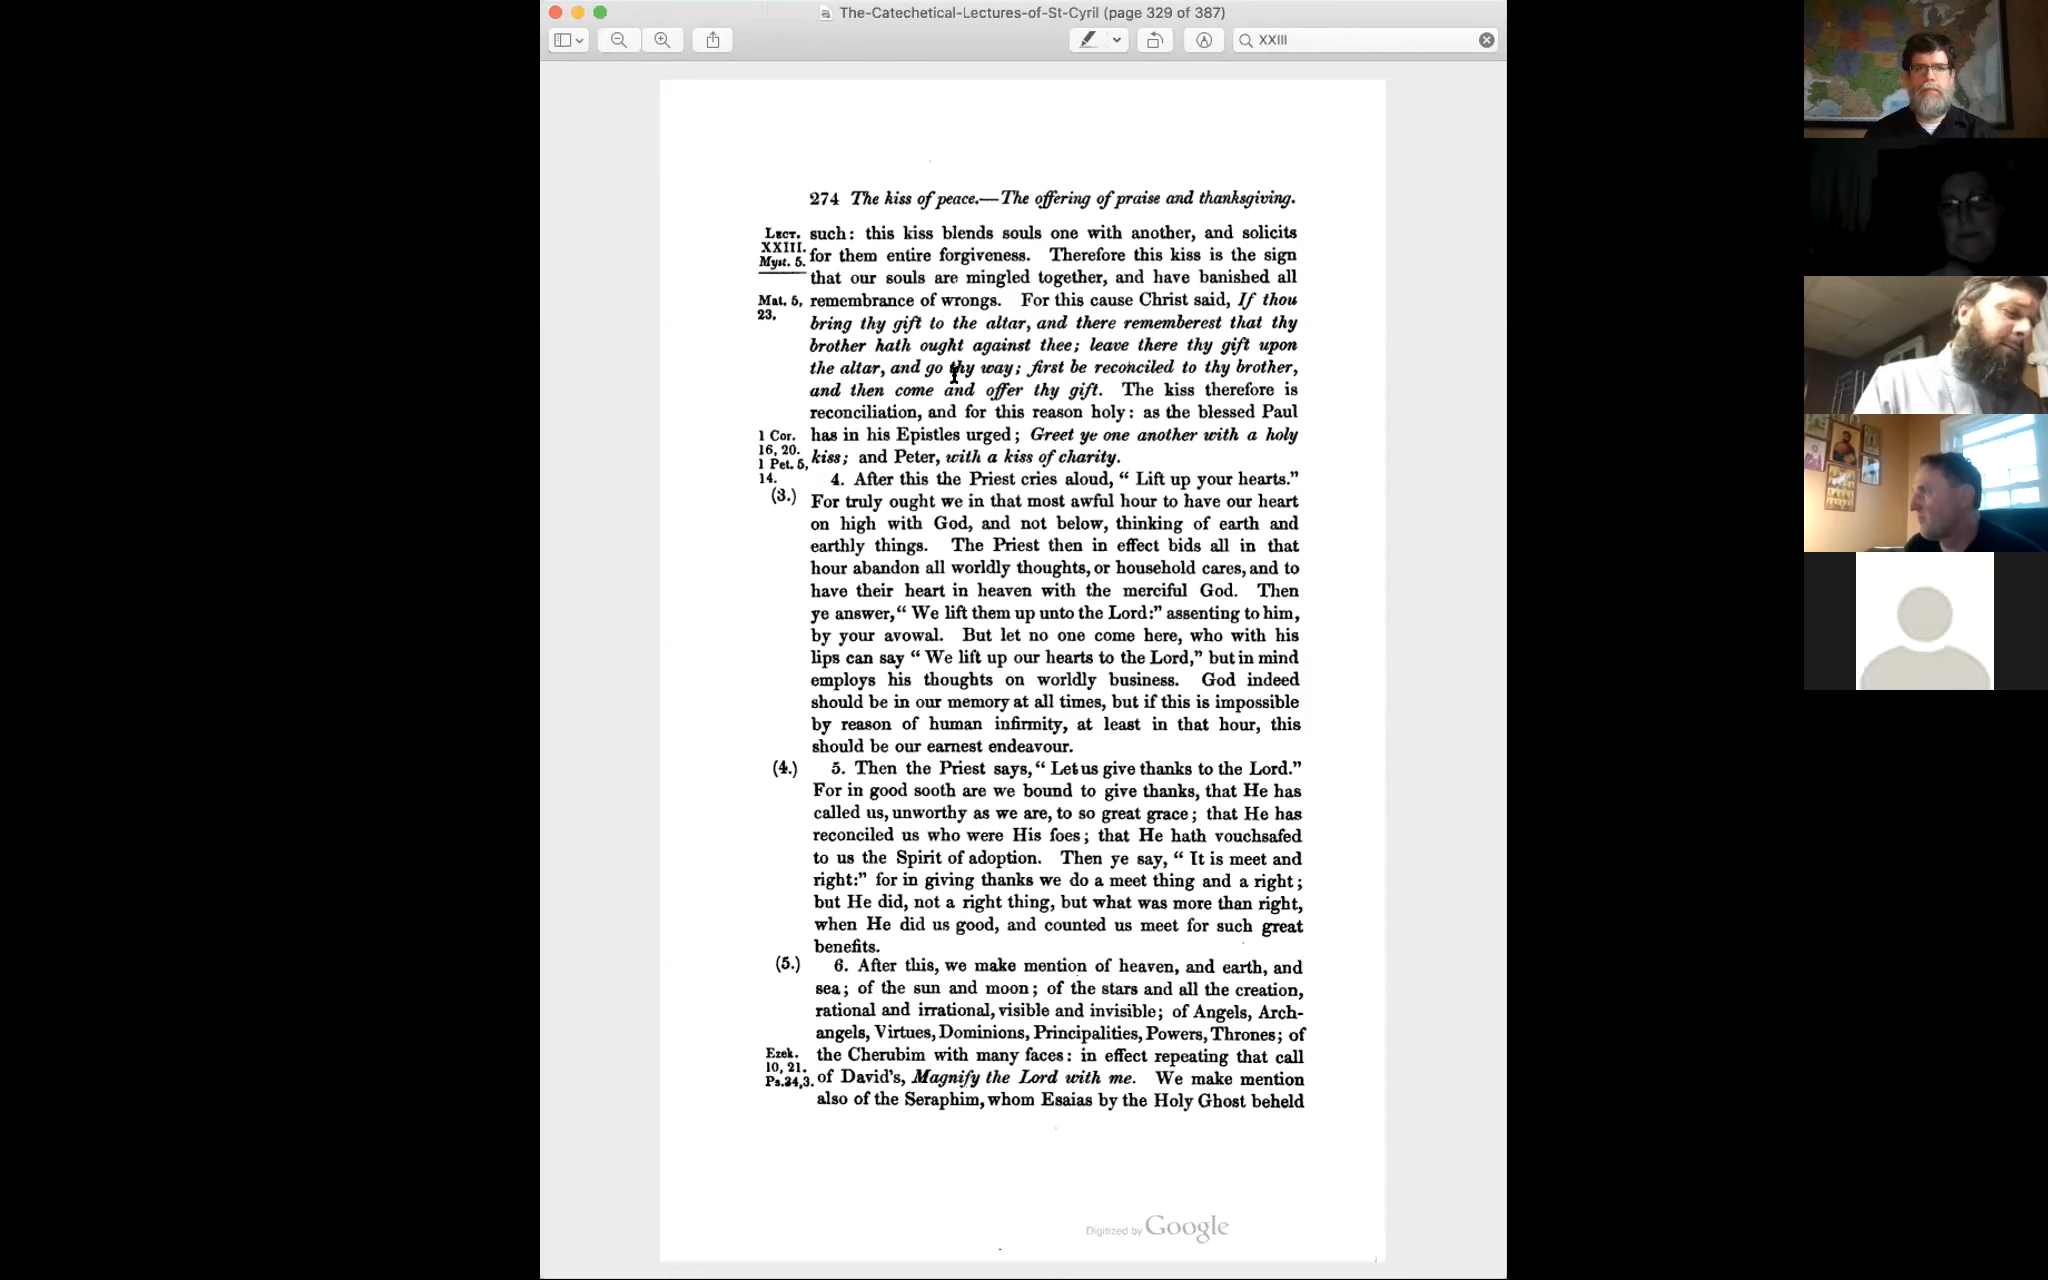 The-Catechetical-Lectures-of-St-Cyril (page 329 of 387)
XXIII
274 The kiss of peace.—The offering of praise and thanksgiving.
Lect. XXIII. Myst. 5.
such: this kiss blends souls one with another, and solicits
for them entire forgiveness. Therefore this kiss is the sign
that our souls are mingled together, and have banished all
Mat. 5, 23.
remembrance of wrongs. For this cause Christ said, If thou
bring thy gift to the altar, and there rememberest that thy
brother hath ought against thee; leave there thy gift upon
the altar, and go thy way; first be reconciled to thy brother,
and then come and offer thy gift. The kiss therefore is
reconciliation, and for this reason holy: as the blessed Paul
1 Cor. 16, 20.
has in his Epistles urged; Greet ye one another with a holy
1 Pet. 5, 14.
kiss; and Peter, with a kiss of charity.
4. After this the Priest cries aloud, “ Lift up your hearts.”
(3.)
For truly ought we in that most awful hour to have our heart
on high with God, and not below, thinking of earth and
earthly things. The Priest then in effect bids all in that
hour abandon all worldly thoughts, or household cares, and to
have their heart in heaven with the merciful God. Then
ye answer, “ We lift them up unto the Lord:” assenting to him,
by your avowal. But let no one come here, who with his
lips can say “ We lift up our hearts to the Lord,” but in mind
employs his thoughts on worldly business. God indeed
should be in our memory at all times, but if this is impossible
by reason of human infirmity, at least in that hour, this
should be our earnest endeavour.
(4.) 5. Then the Priest says, “ Let us give thanks to the Lord.”
For in good sooth are we bound to give thanks, that He has
called us, unworthy as we are, to so great grace; that He has
reconciled us who were His foes; that He hath vouchsafed
to us the Spirit of adoption. Then ye say, “ It is meet and
right:” for in giving thanks we do a meet thing and a right;
but He did, not a right thing, but what was more than right,
when He did us good, and counted us meet for such great
benefits.
(5.) 6. After this, we make mention of heaven, and earth, and
sea; of the sun and moon; of the stars and all the creation,
rational and irrational, visible and invisible; of Angels, Arch-
angels, Virtues, Dominions, Principalities, Powers, Thrones; of
Ezek. 10, 21.
the Cherubim with many faces: in effect repeating that call
Ps.34,3.
of David's, Magnify the Lord with me. We make mention
also of the Seraphim, whom Esaias by the Holy Ghost beheld
Digitized by Google